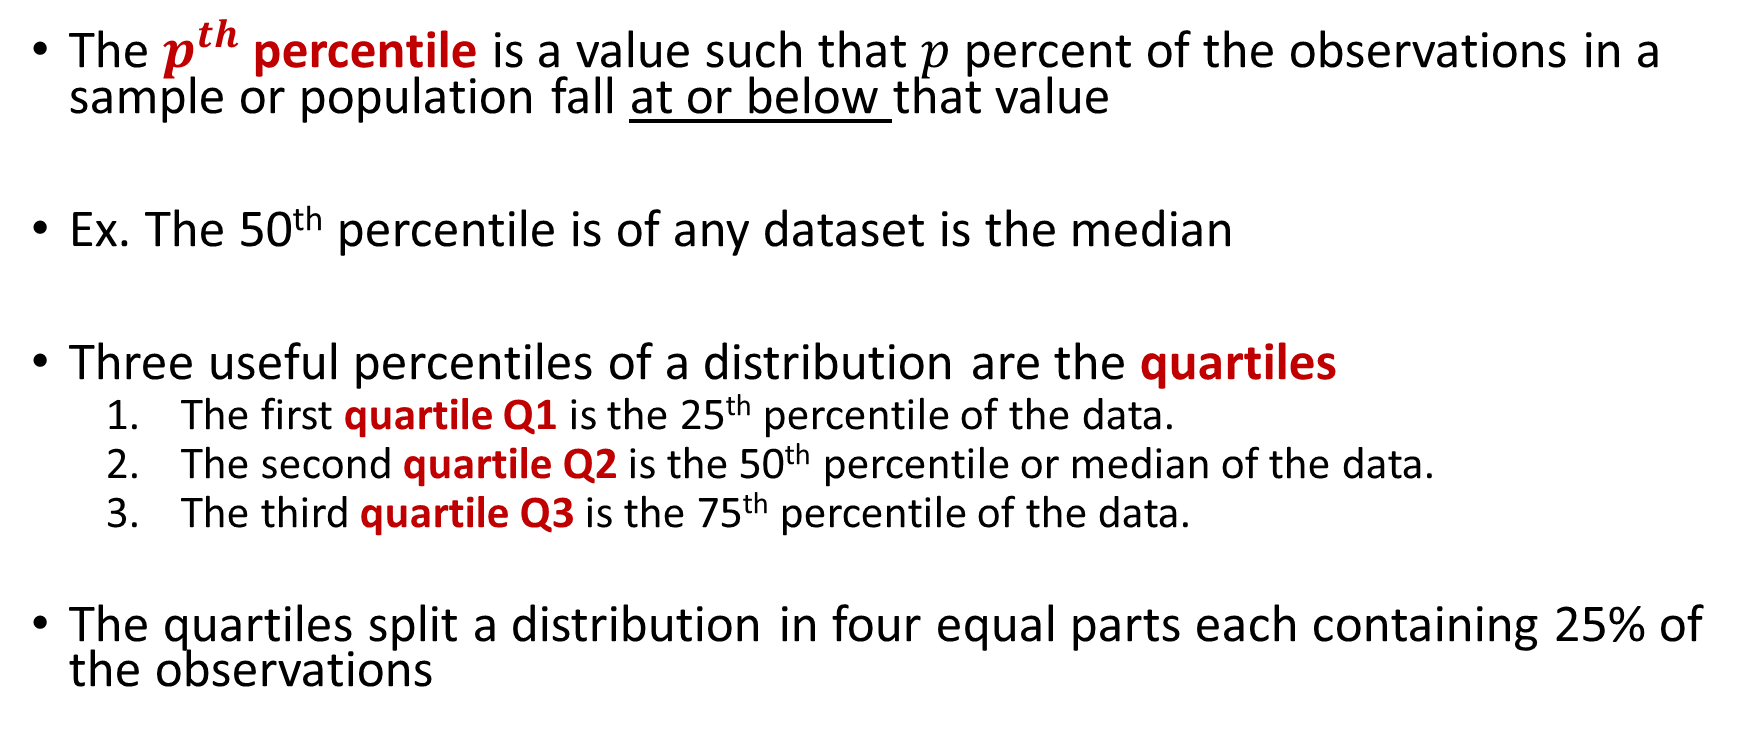 • The 𝒑ᵗʰ percentile is a value such that 𝑝 percent of the observations in a
sample or population fall at or below that value
• Ex. The 50th percentile is of any dataset is the median
• Three useful percentiles of a distribution are the quartiles
1. The first quartile Q1 is the 25th percentile of the data.
2. The second quartile Q2 is the 50th percentile or median of the data.
3. The third quartile Q3 is the 75th percentile of the data.
• The quartiles split a distribution in four equal parts each containing 25% of
the observations